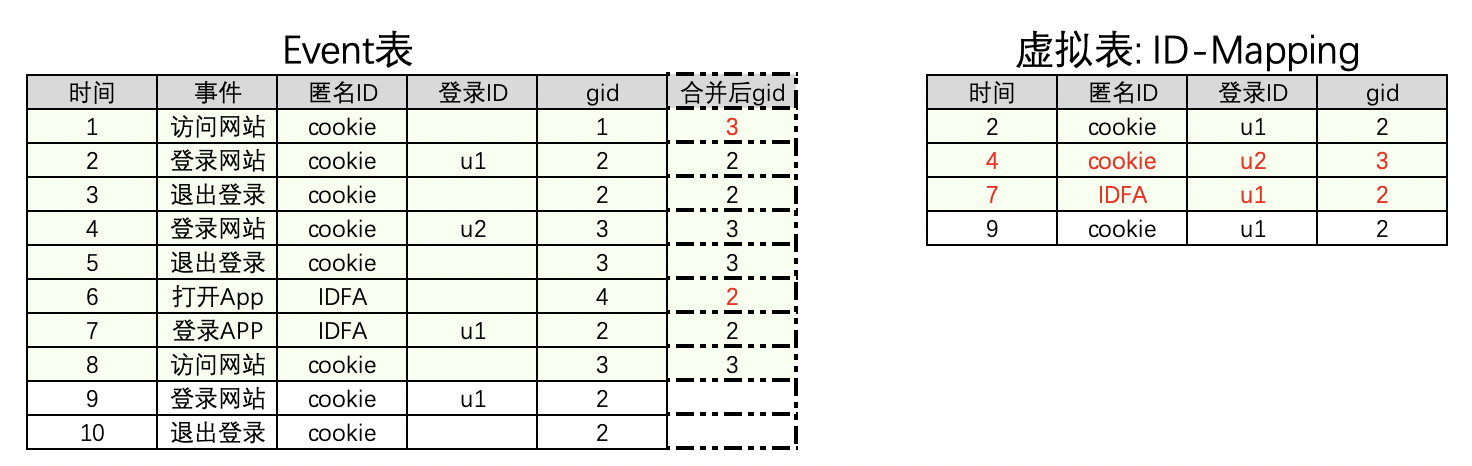 Event表
时间 事件 匿名ID 登录ID gid 合并后gid
1 访问网站 cookie 1 3
2 登录网站 cookie u1 2 2
3 退出登录 cookie 2 2
4 登录网站 cookie u2 3 3
5 退出登录 cookie 3 3
6 打开App IDFA 4 2
7 登录APP IDFA u1 2 2
8 访问网站 cookie 3 3
9 登录网站 cookie u1 2
10 退出登录 cookie 2
虚拟表: ID-Mapping
时间 匿名ID 登录ID gid
2 cookie u1 2
4 cookie u2 3
7 IDFA u1 2
9 cookie u1 2